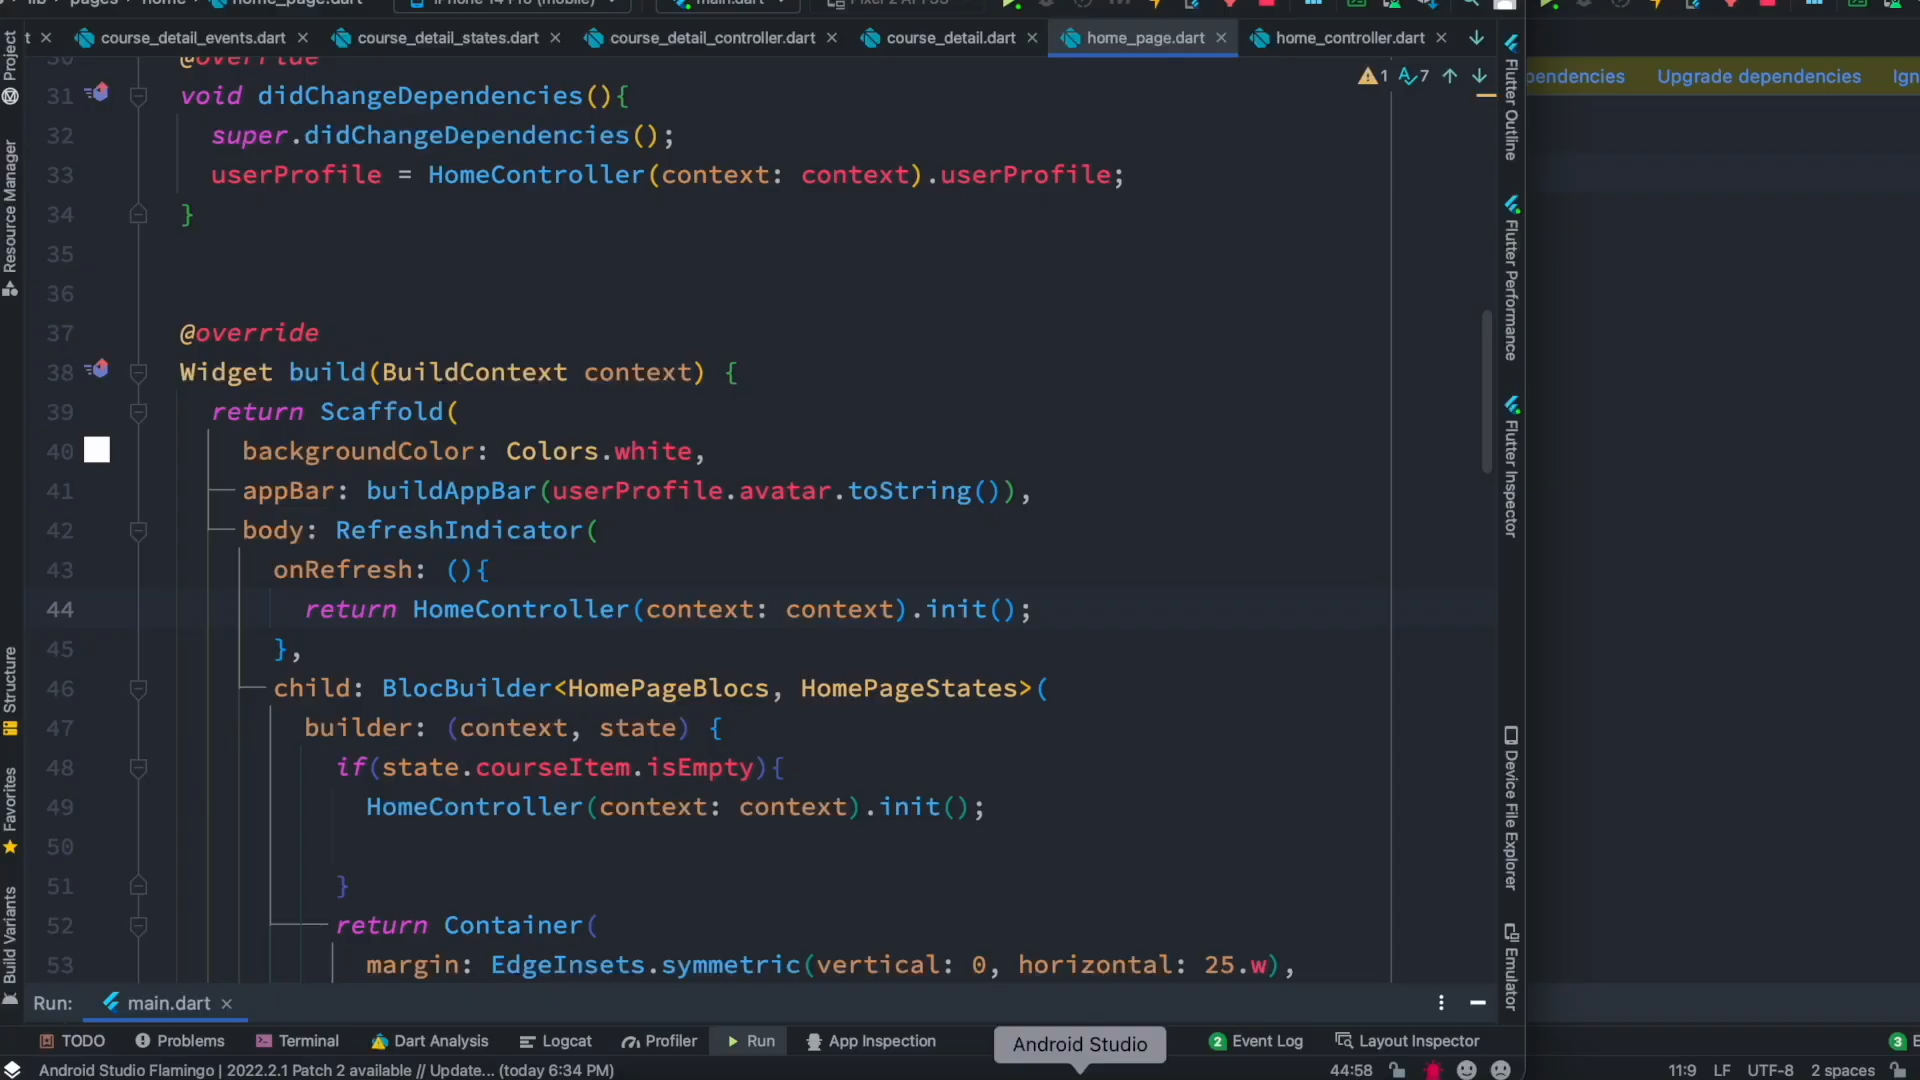 course_detail_events.dart
course_detail_states.dart
course_detail_controller.dart
course_detail.dart
home_page.dart
home_controller.dart
1
7
Upgrade dependencies
30 @override
31 void didChangeDependencies(){
32 super.didChangeDependencies();
33 userProfile = HomeController(context: context).userProfile;
34 }
35
36
37 @override
38 Widget build(BuildContext context) {
39 return Scaffold(
40 backgroundColor: Colors.white,
41 appBar: buildAppBar(userProfile.avatar.toString()),
42 body: RefreshIndicator(
43 onRefresh: (){
44 return HomeController(context: context).init();
45 },
46 child: BlocBuilder<HomePageBlocs, HomePageStates>(
47 builder: (context, state) {
48 if(state.courseItem.isEmpty){
49 HomeController(context: context).init();
50
51 }
52 return Container(
53 margin: EdgeInsets.symmetric(vertical: 0, horizontal: 25.w),
Project
Resource Manager
Structure
Favorites
Build Variants
Flutter Outline
Flutter Performance
Flutter Inspector
Device File Explorer
Emulator
Run: main.dart
TODO
Problems
Terminal
Dart Analysis
Logcat
Profiler
Run
App Inspection
Android Studio
2 Event Log
Layout Inspector
3
Android Studio Flamingo | 2022.2.1 Patch 2 available // Update... (today 6:34 PM)
44:58
11:9 LF UTF-8 2 spaces